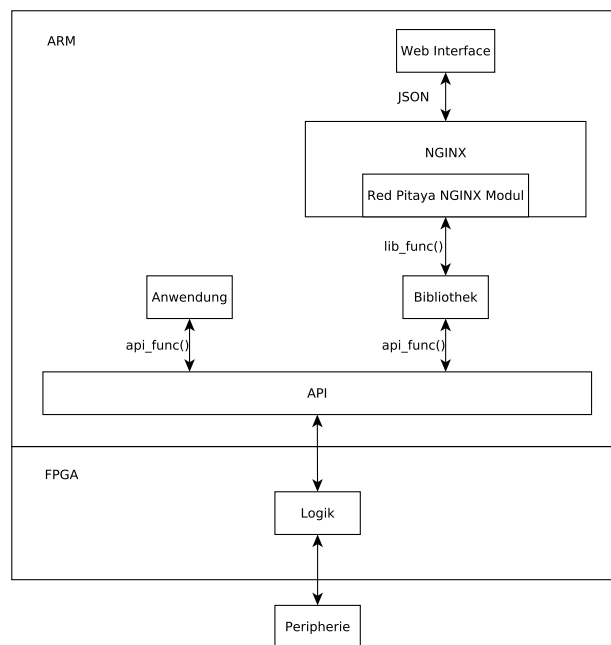 ARM
Web Interface
JSON
NGINX
Red Pitaya NGINX Modul
lib_func()
Anwendung
Bibliothek
api_func()
api_func()
API
FPGA
Logik
Peripherie